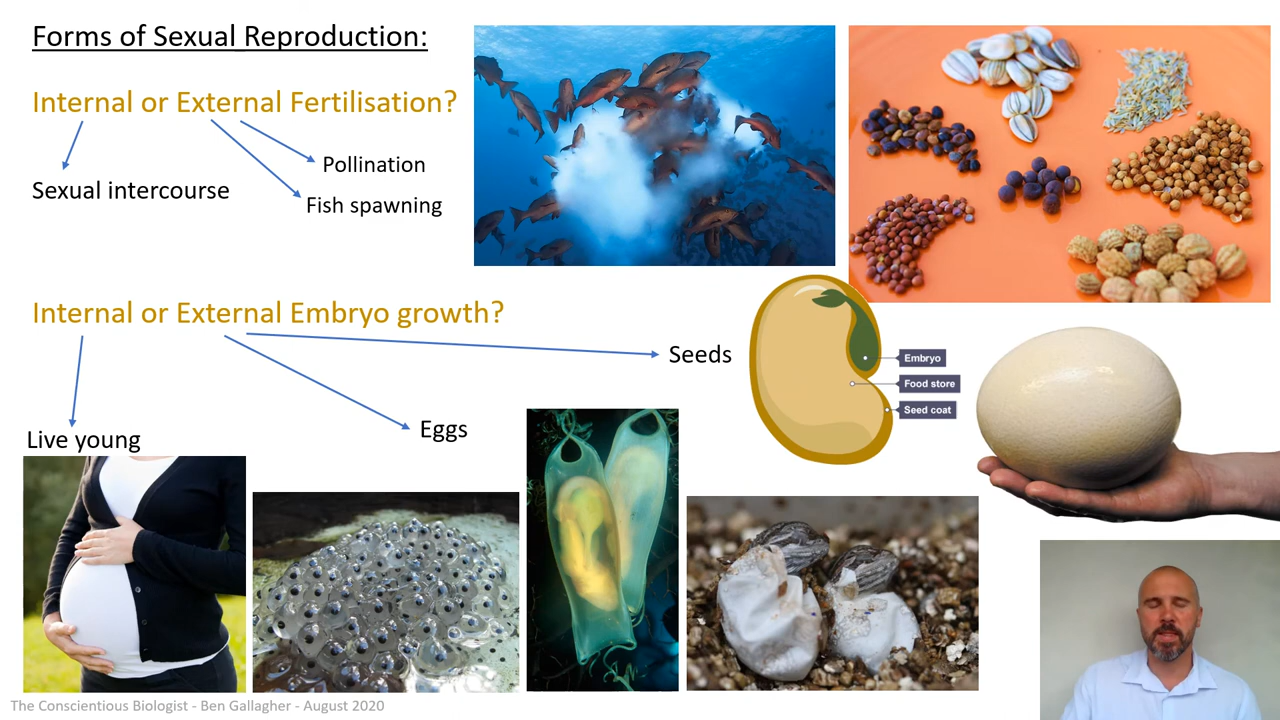 Forms of Sexual Reproduction:
Internal or External Fertilisation?
Pollination
Sexual intercourse
Fish spawning
Internal or External Embryo growth?
Seeds
Embryo
Food store
Seed coat
Live young
Eggs
The Conscientious Biologist - Ben Gallagher - August 2020